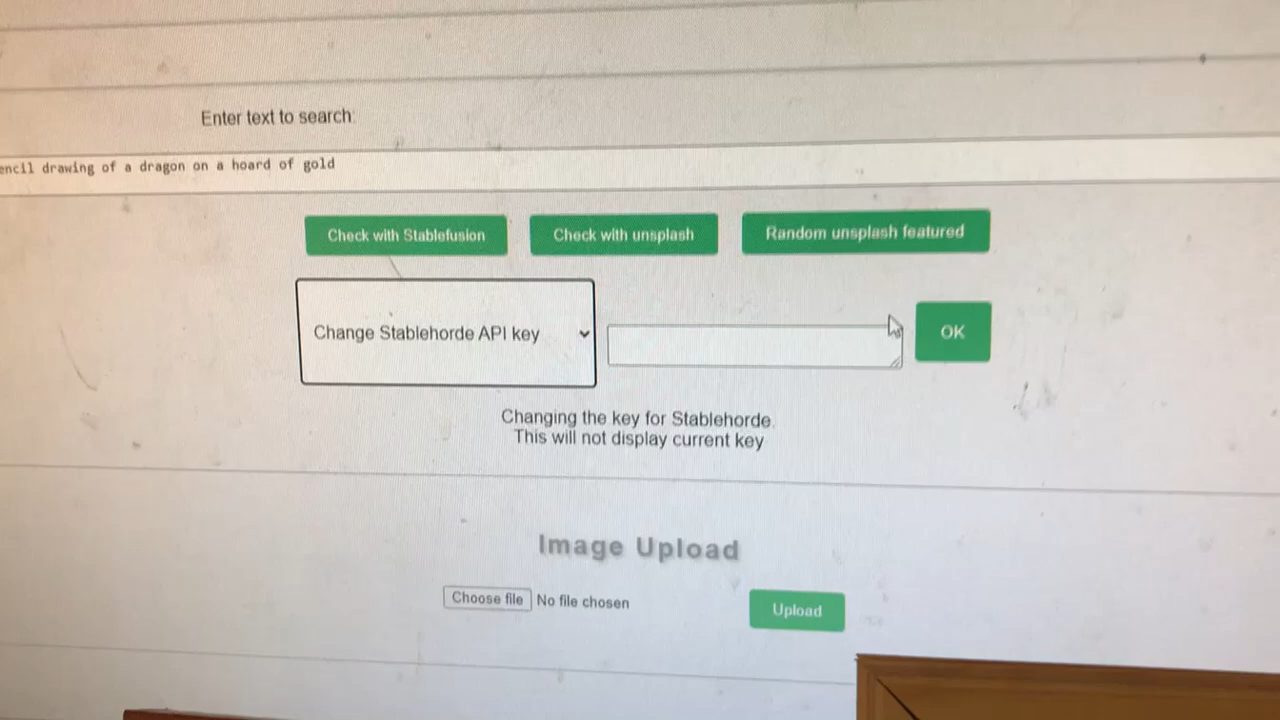 Enter text to search:
encil drawing of a dragon on a hoard of gold
Check with Stablefusion
Check with unsplash
Random unsplash featured
Change Stablehorde API key
OK
Changing the key for Stablehorde.
This will not display current key
Image Upload
Choose file No file chosen
Upload